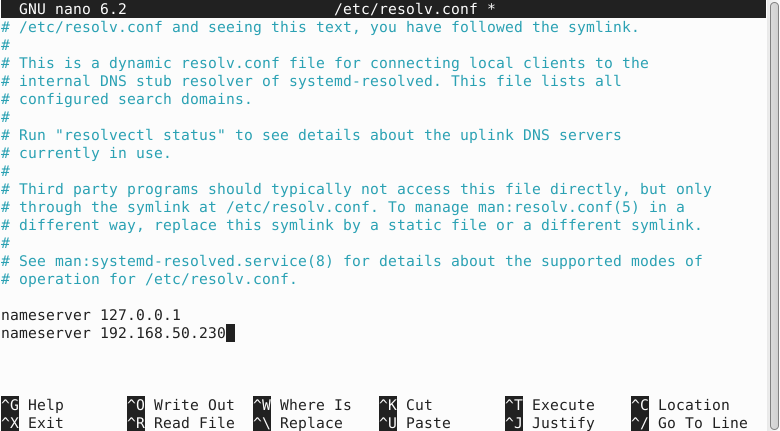 GNU nano 6.2 /etc/resolv.conf *
# /etc/resolv.conf and seeing this text, you have followed the symlink.
#
# This is a dynamic resolv.conf file for connecting local clients to the
# internal DNS stub resolver of systemd-resolved. This file lists all
# configured search domains.
#
# Run "resolvectl status" to see details about the uplink DNS servers
# currently in use.
#
# Third party programs should typically not access this file directly, but only
# through the symlink at /etc/resolv.conf. To manage man:resolv.conf(5) in a
# different way, replace this symlink by a static file or a different symlink.
#
# See man:systemd-resolved.service(8) for details about the supported modes of
# operation for /etc/resolv.conf.
nameserver 127.0.0.1
nameserver 192.168.50.230
^G Help ^O Write Out ^W Where Is ^K Cut ^T Execute ^C Location
^X Exit ^R Read File ^\ Replace ^U Paste ^J Justify ^/ Go To Line